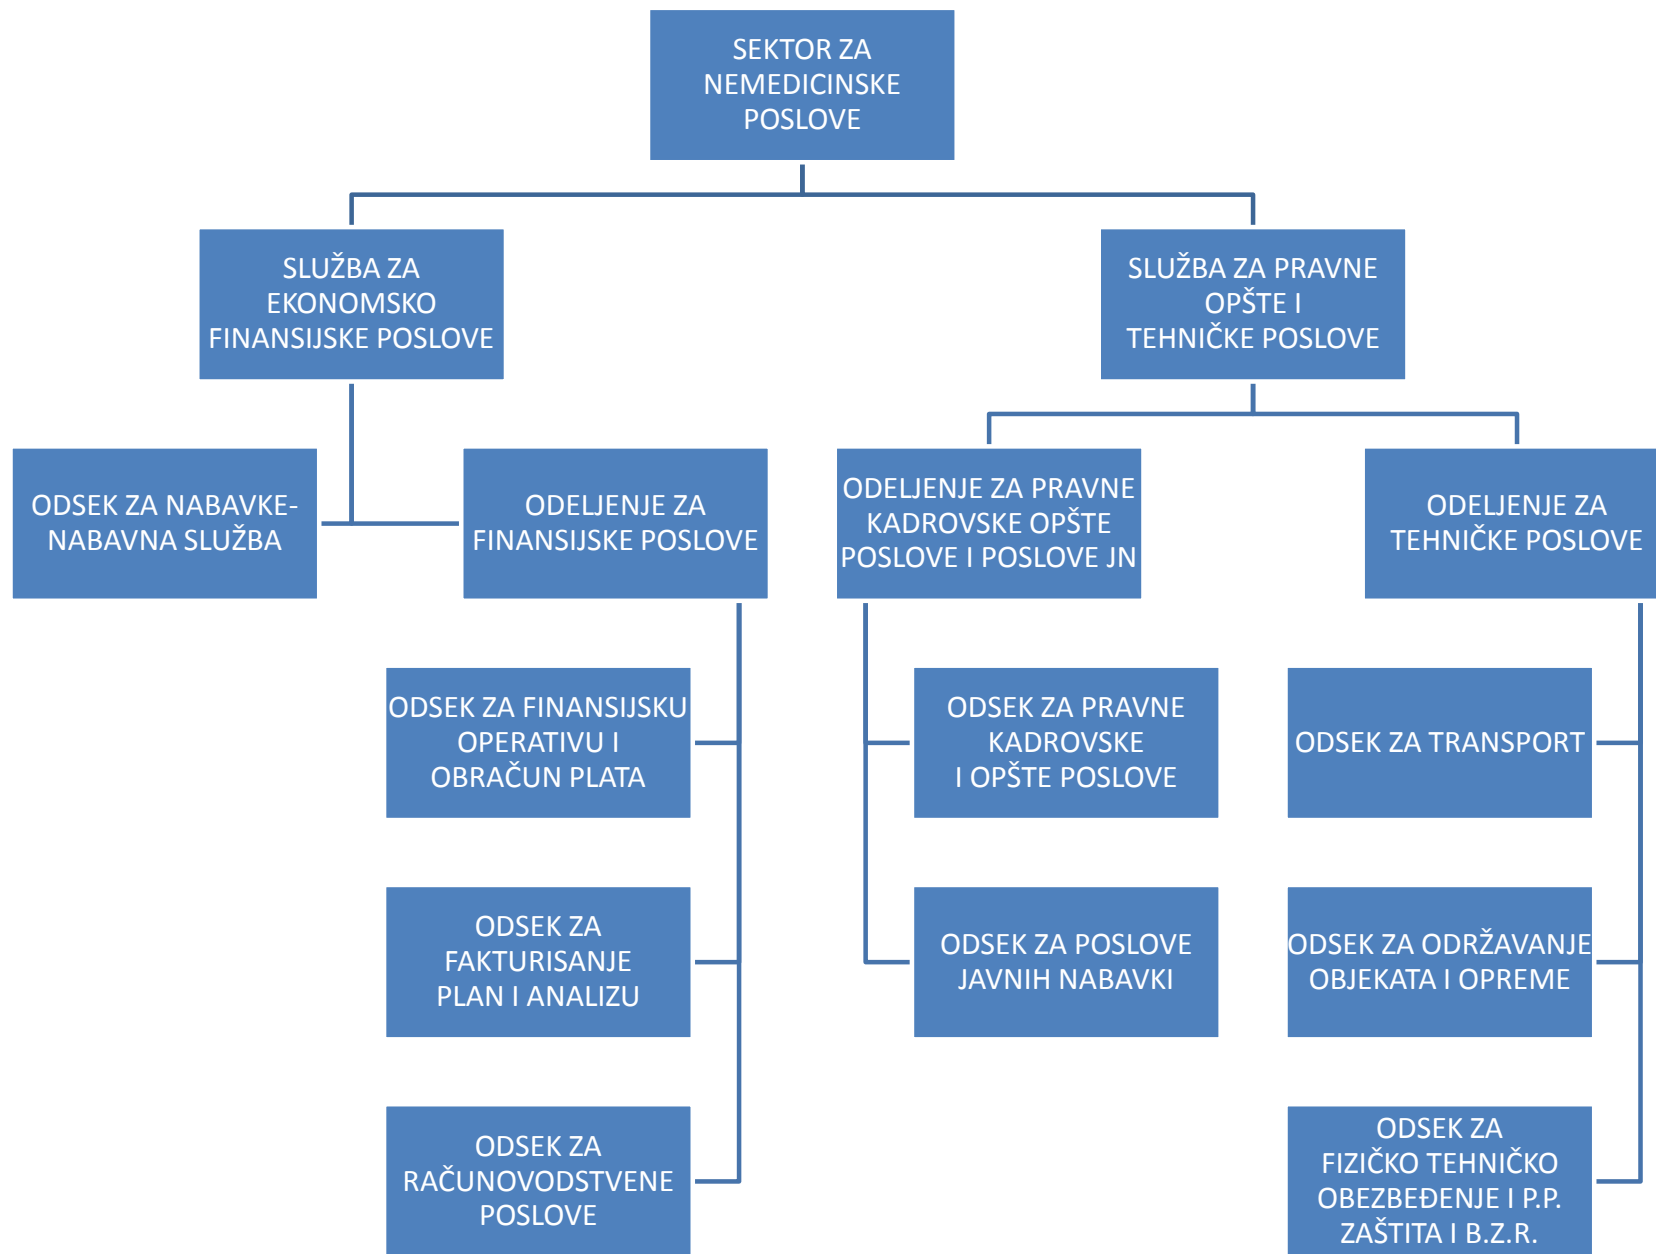 SEKTOR ZA
NEMEDICINSKE
POSLOVE
SLUŽBA ZA
EKONOMSKO
FINANSIJSKE POSLOVE
SLUŽBA ZA PRAVNE
OPŠTE I
TEHNIČKE POSLOVE
ODSEK ZA NABAVKE-
NABAVNA SLUŽBA
ODELJENJE ZA
FINANSIJSKE POSLOVE
ODELJENJE ZA PRAVNE
KADROVSKE OPŠTE
POSLOVE I POSLOVE JN
ODELJENJE ZA
TEHNIČKE POSLOVE
ODSEK ZA FINANSIJSKU
OPERATIVU I
OBRAČUN PLATA
ODSEK ZA PRAVNE
KADROVSKE
I OPŠTE POSLOVE
ODSEK ZA TRANSPORT
ODSEK ZA
FAKTURISANJE
PLAN I ANALIZU
ODSEK ZA POSLOVE
JAVNIH NABAVKI
ODSEK ZA ODRŽAVANJE
OBJEKATA I OPREME
ODSEK ZA
RAČUNOVODSTVENE
POSLOVE
ODSEK ZA
FIZIČKO TEHNIČKO
OBEZBEĐENJE I P.P.
ZAŠTITA I B.Z.R.